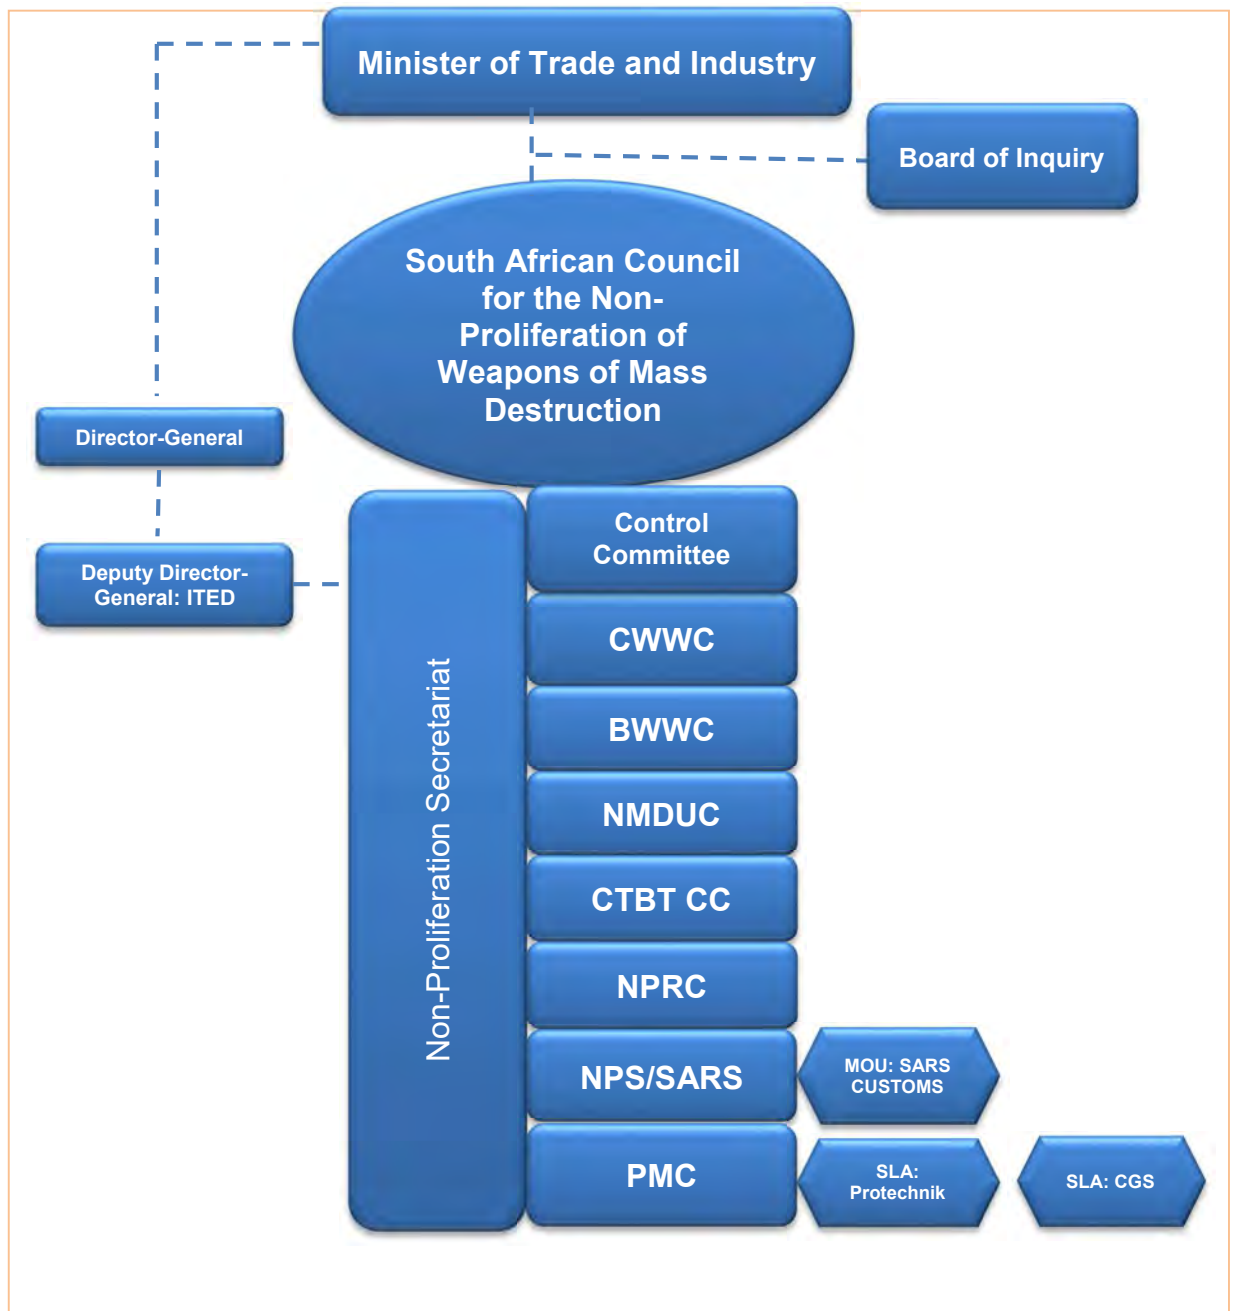 Minister of Trade and Industry
Board of Inquiry
South African Council
for the Non-
Proliferation of
Weapons of Mass
Destruction
Director-General
Deputy Director-
General: ITED
Non-Proliferation Secretariat
Control
Committee
CWWC
BWWC
NMDUC
CTBT CC
NPRC
NPS/SARS
MOU: SARS
CUSTOMS
PMC
SLA:
Protechnik
SLA: CGS